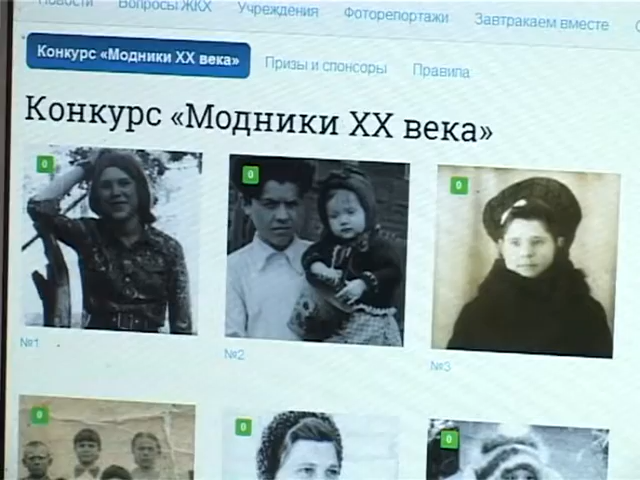 Новости Вопросы ЖКХ Учреждения Фоторепортажи Завтракаем вместе
Конкурс «Модники XX века» Призы и спонсоры Правила
Конкурс «Модники XX века»
0 0 0
№1 №2 №3
0 0 0